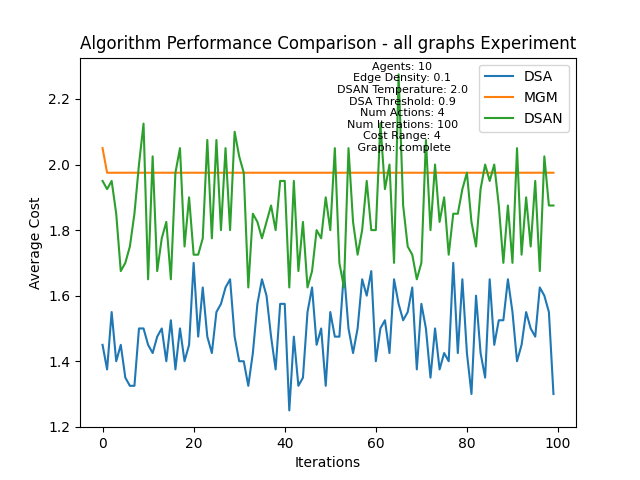 Algorithm Performance Comparison - all graphs Experiment
Agents: 10
Edge Density: 0.1
DSAN Temperature: 2.0
DSA Threshold: 0.9
Num Actions: 4
Num Iterations: 100
Cost Range: 4
Graph: complete
DSA
MGM
DSAN
Average Cost
2.2
2.0
1.8
1.6
1.4
1.2
0
20
40
60
80
100
Iterations